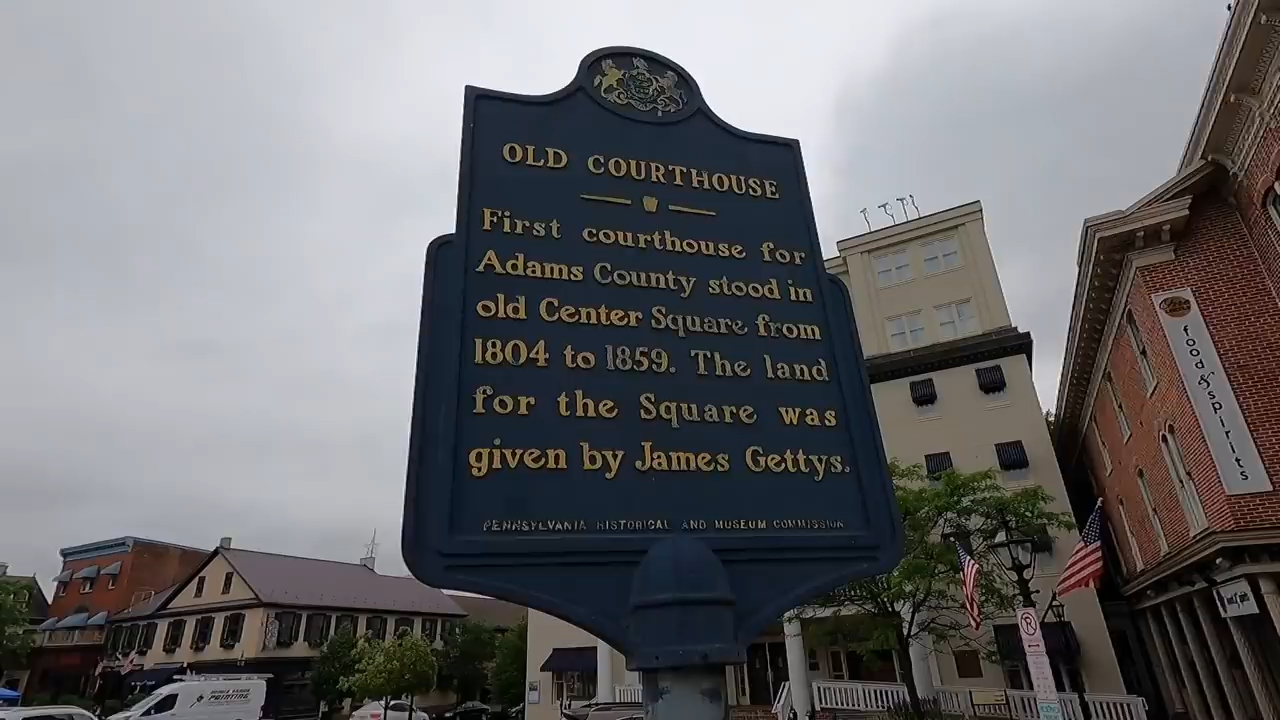 OLD COURTHOUSE
First courthouse for
Adams County stood in
old Center Square from
1804 to 1859. The land
for the Square was
given by James Gettys.
PENNSYLVANIA HISTORICAL AND MUSEUM COMMISSION
food & spirits
PRINTING